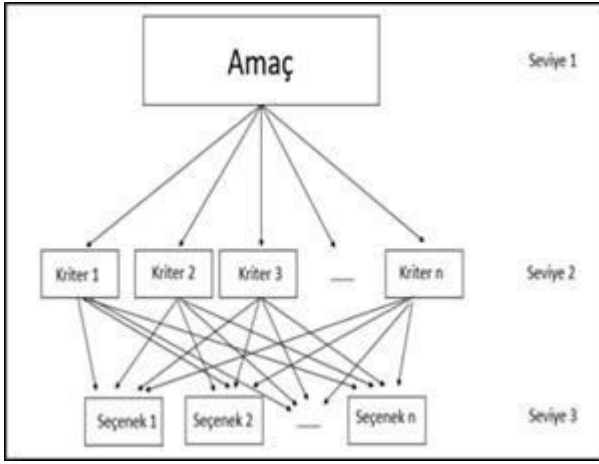 Amaç Seviye 1
Kriter 1 Kriter 2 Kriter 3 ...... Kriter n Seviye 2
Seçenek 1 Seçenek 2 ...... Seçenek n Seviye 3